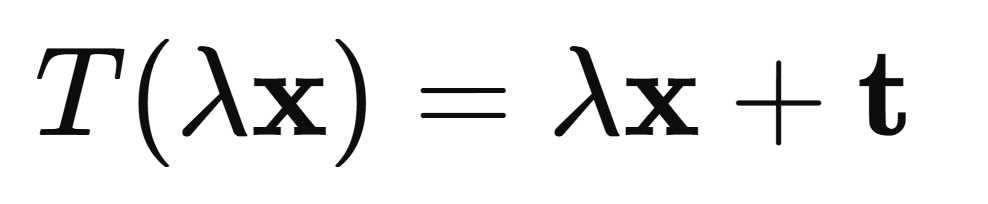 T(λ𝐱) = λ𝐱 + 𝐭